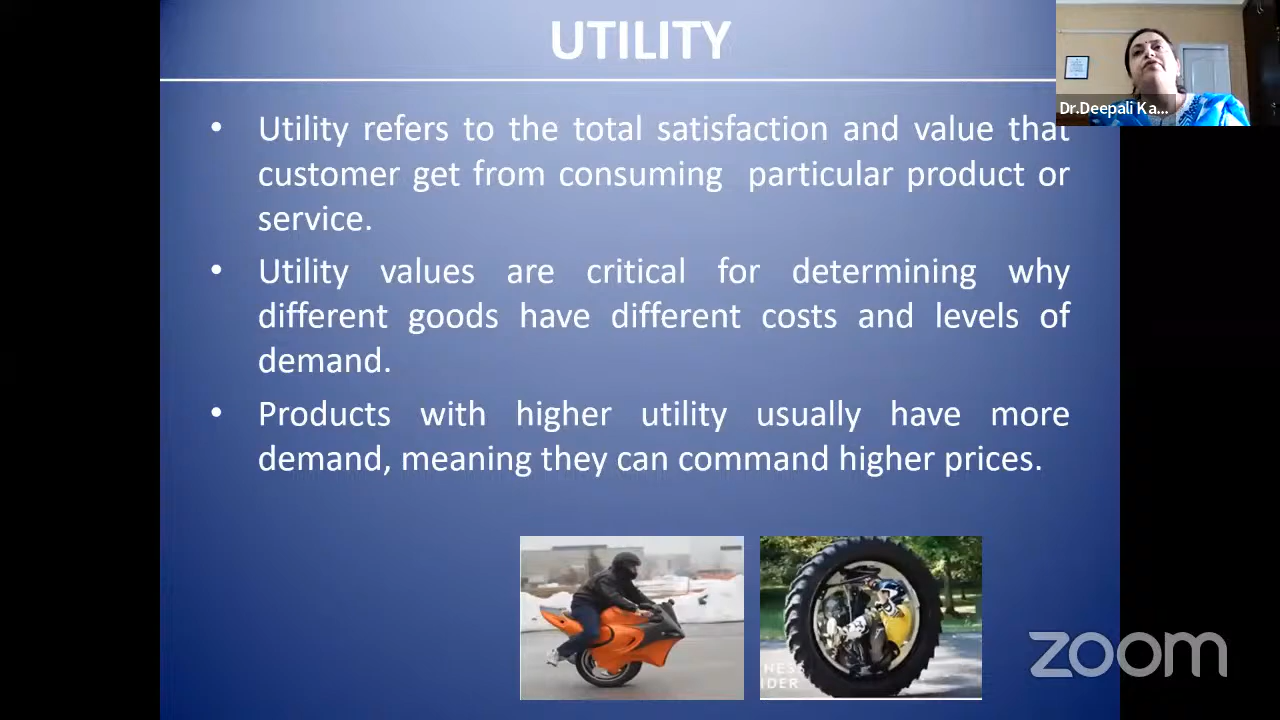 UTILITY
Dr.Deepali Ka...
• Utility refers to the total satisfaction and value that
customer get from consuming particular product or
service.
• Utility values are critical for determining why
different goods have different costs and levels of
demand.
• Products with higher utility usually have more
demand, meaning they can command higher prices.
NESS
IDER
zoom